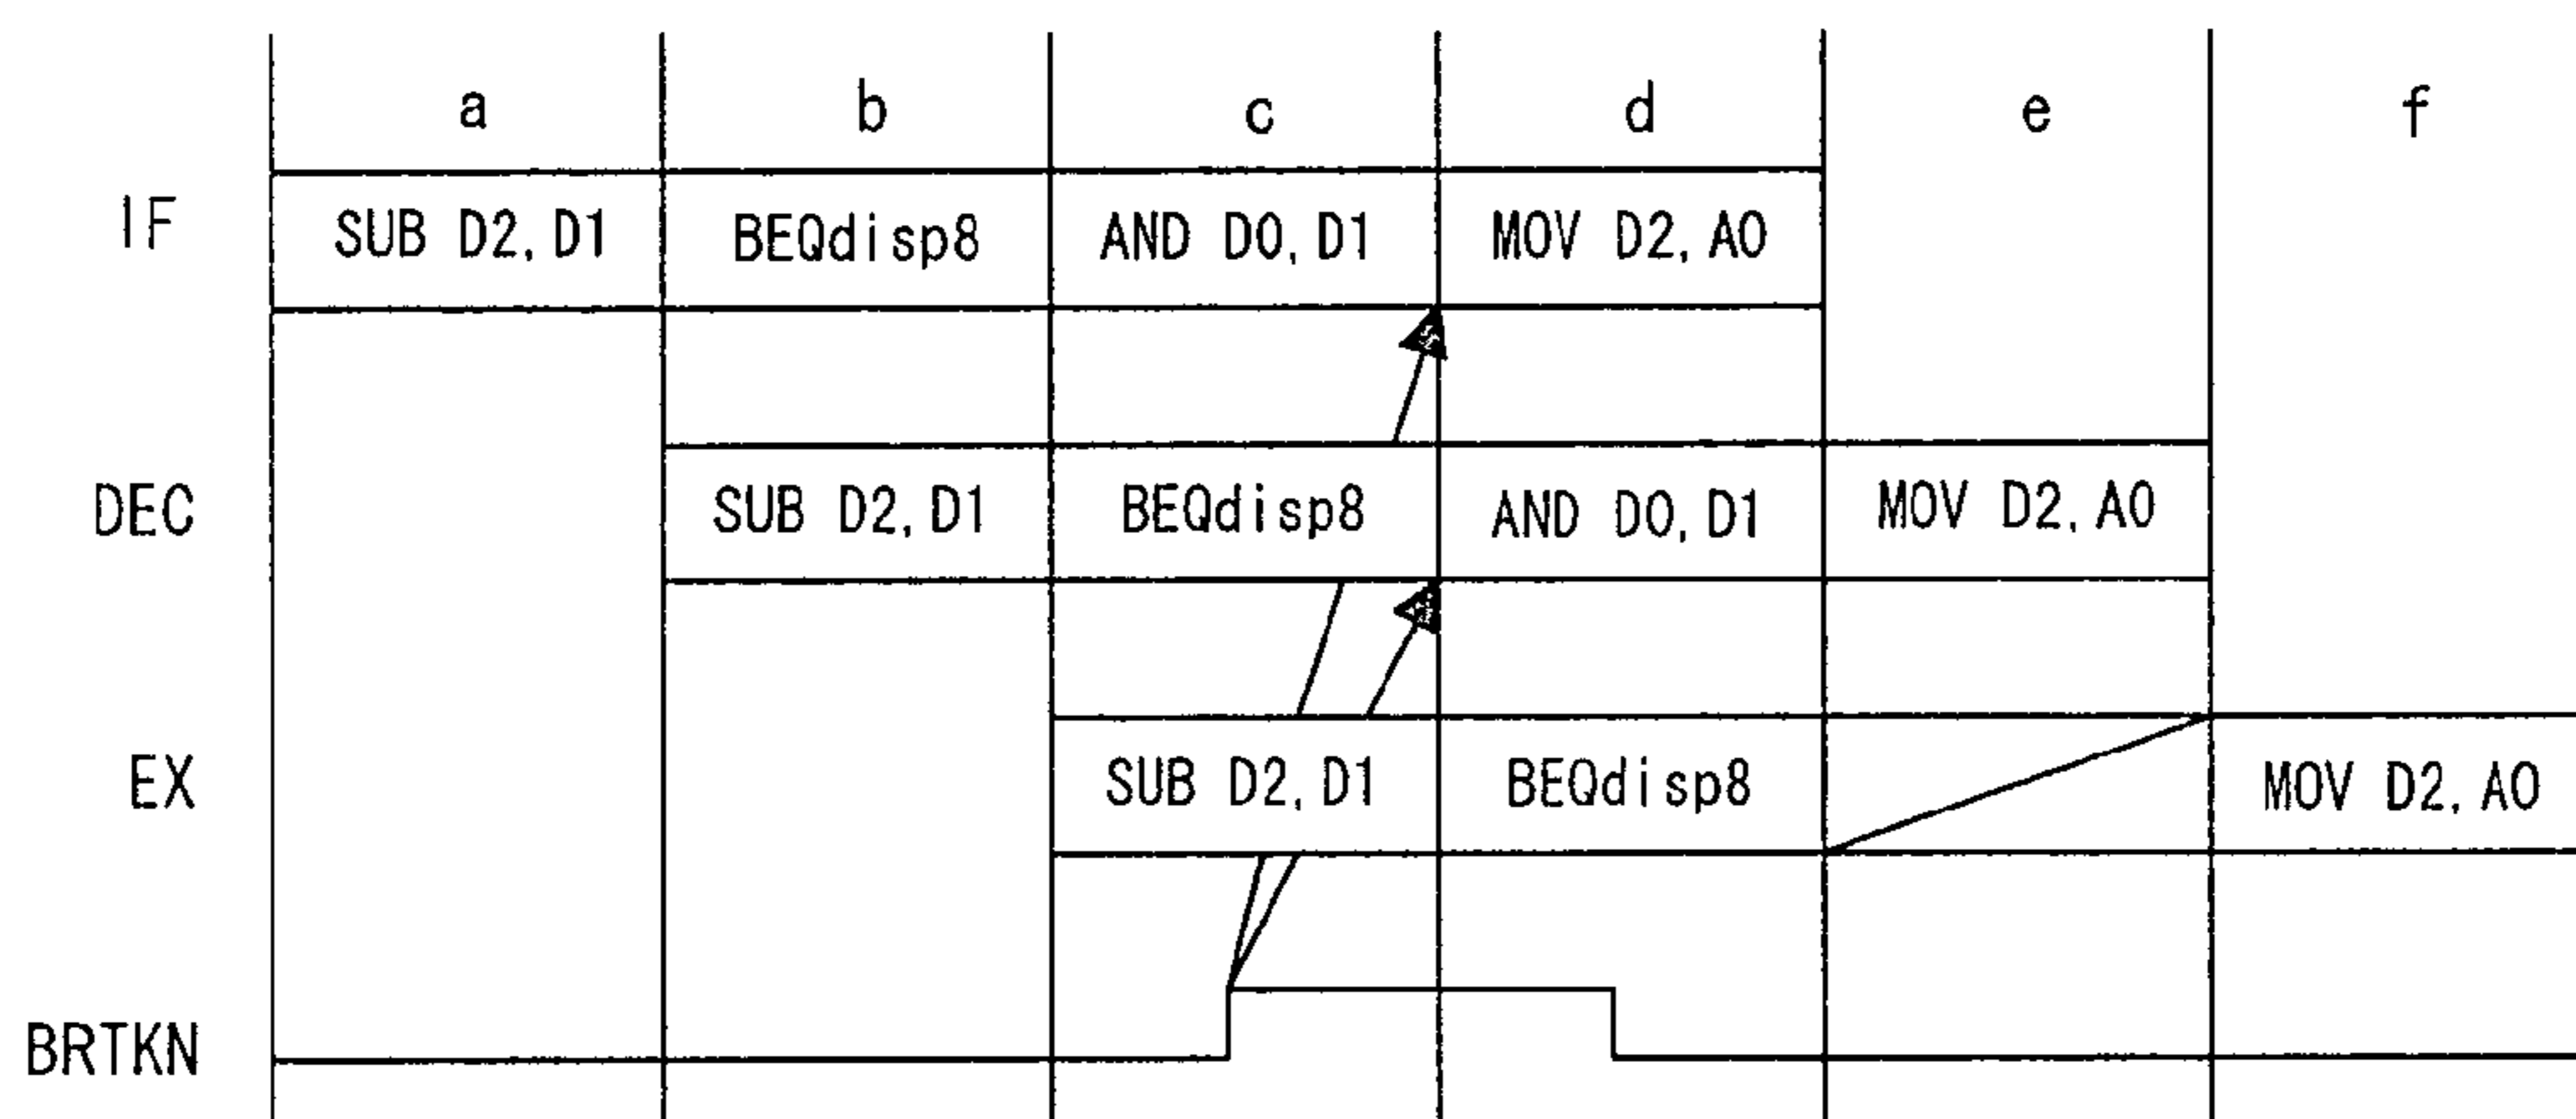 a b c d e f
IF SUB D2,D1 BEQdisp8 AND D0,D1 MOV D2,A0
DEC SUB D2,D1 BEQdisp8 AND D0,D1 MOV D2,A0
EX SUB D2,D1 BEQdisp8 MOV D2,A0
BRTKN